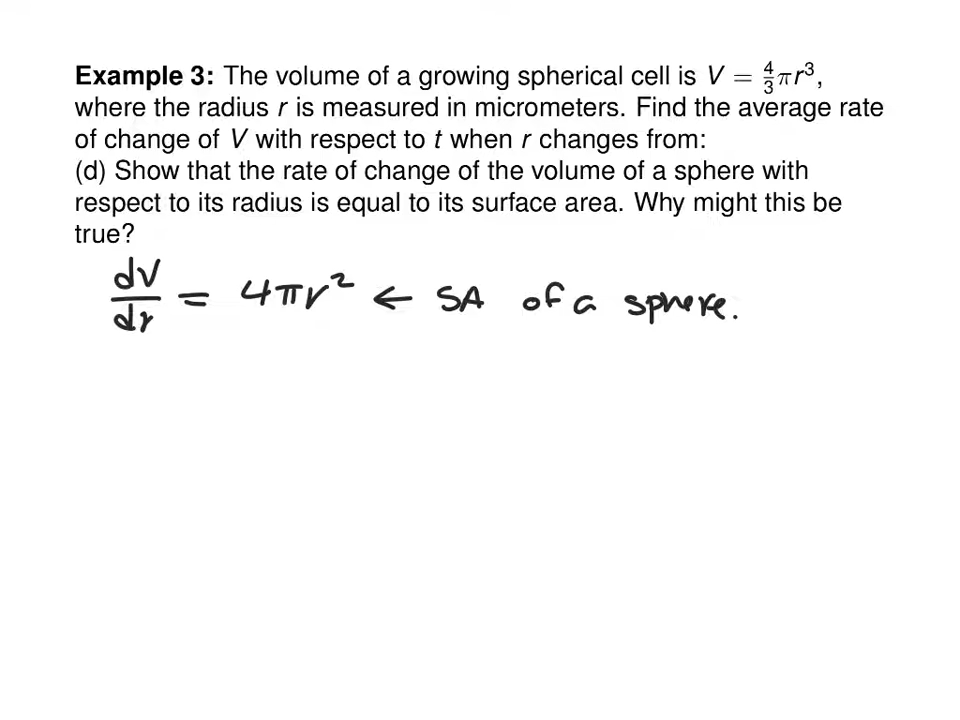 Example 3: The volume of a growing spherical cell is V = 4/3 πr³,
where the radius r is measured in micrometers. Find the average rate
of change of V with respect to t when r changes from:
(d) Show that the rate of change of the volume of a sphere with
respect to its radius is equal to its surface area. Why might this be
true?
dV/dr = 4πr² ← SA of a sphere.